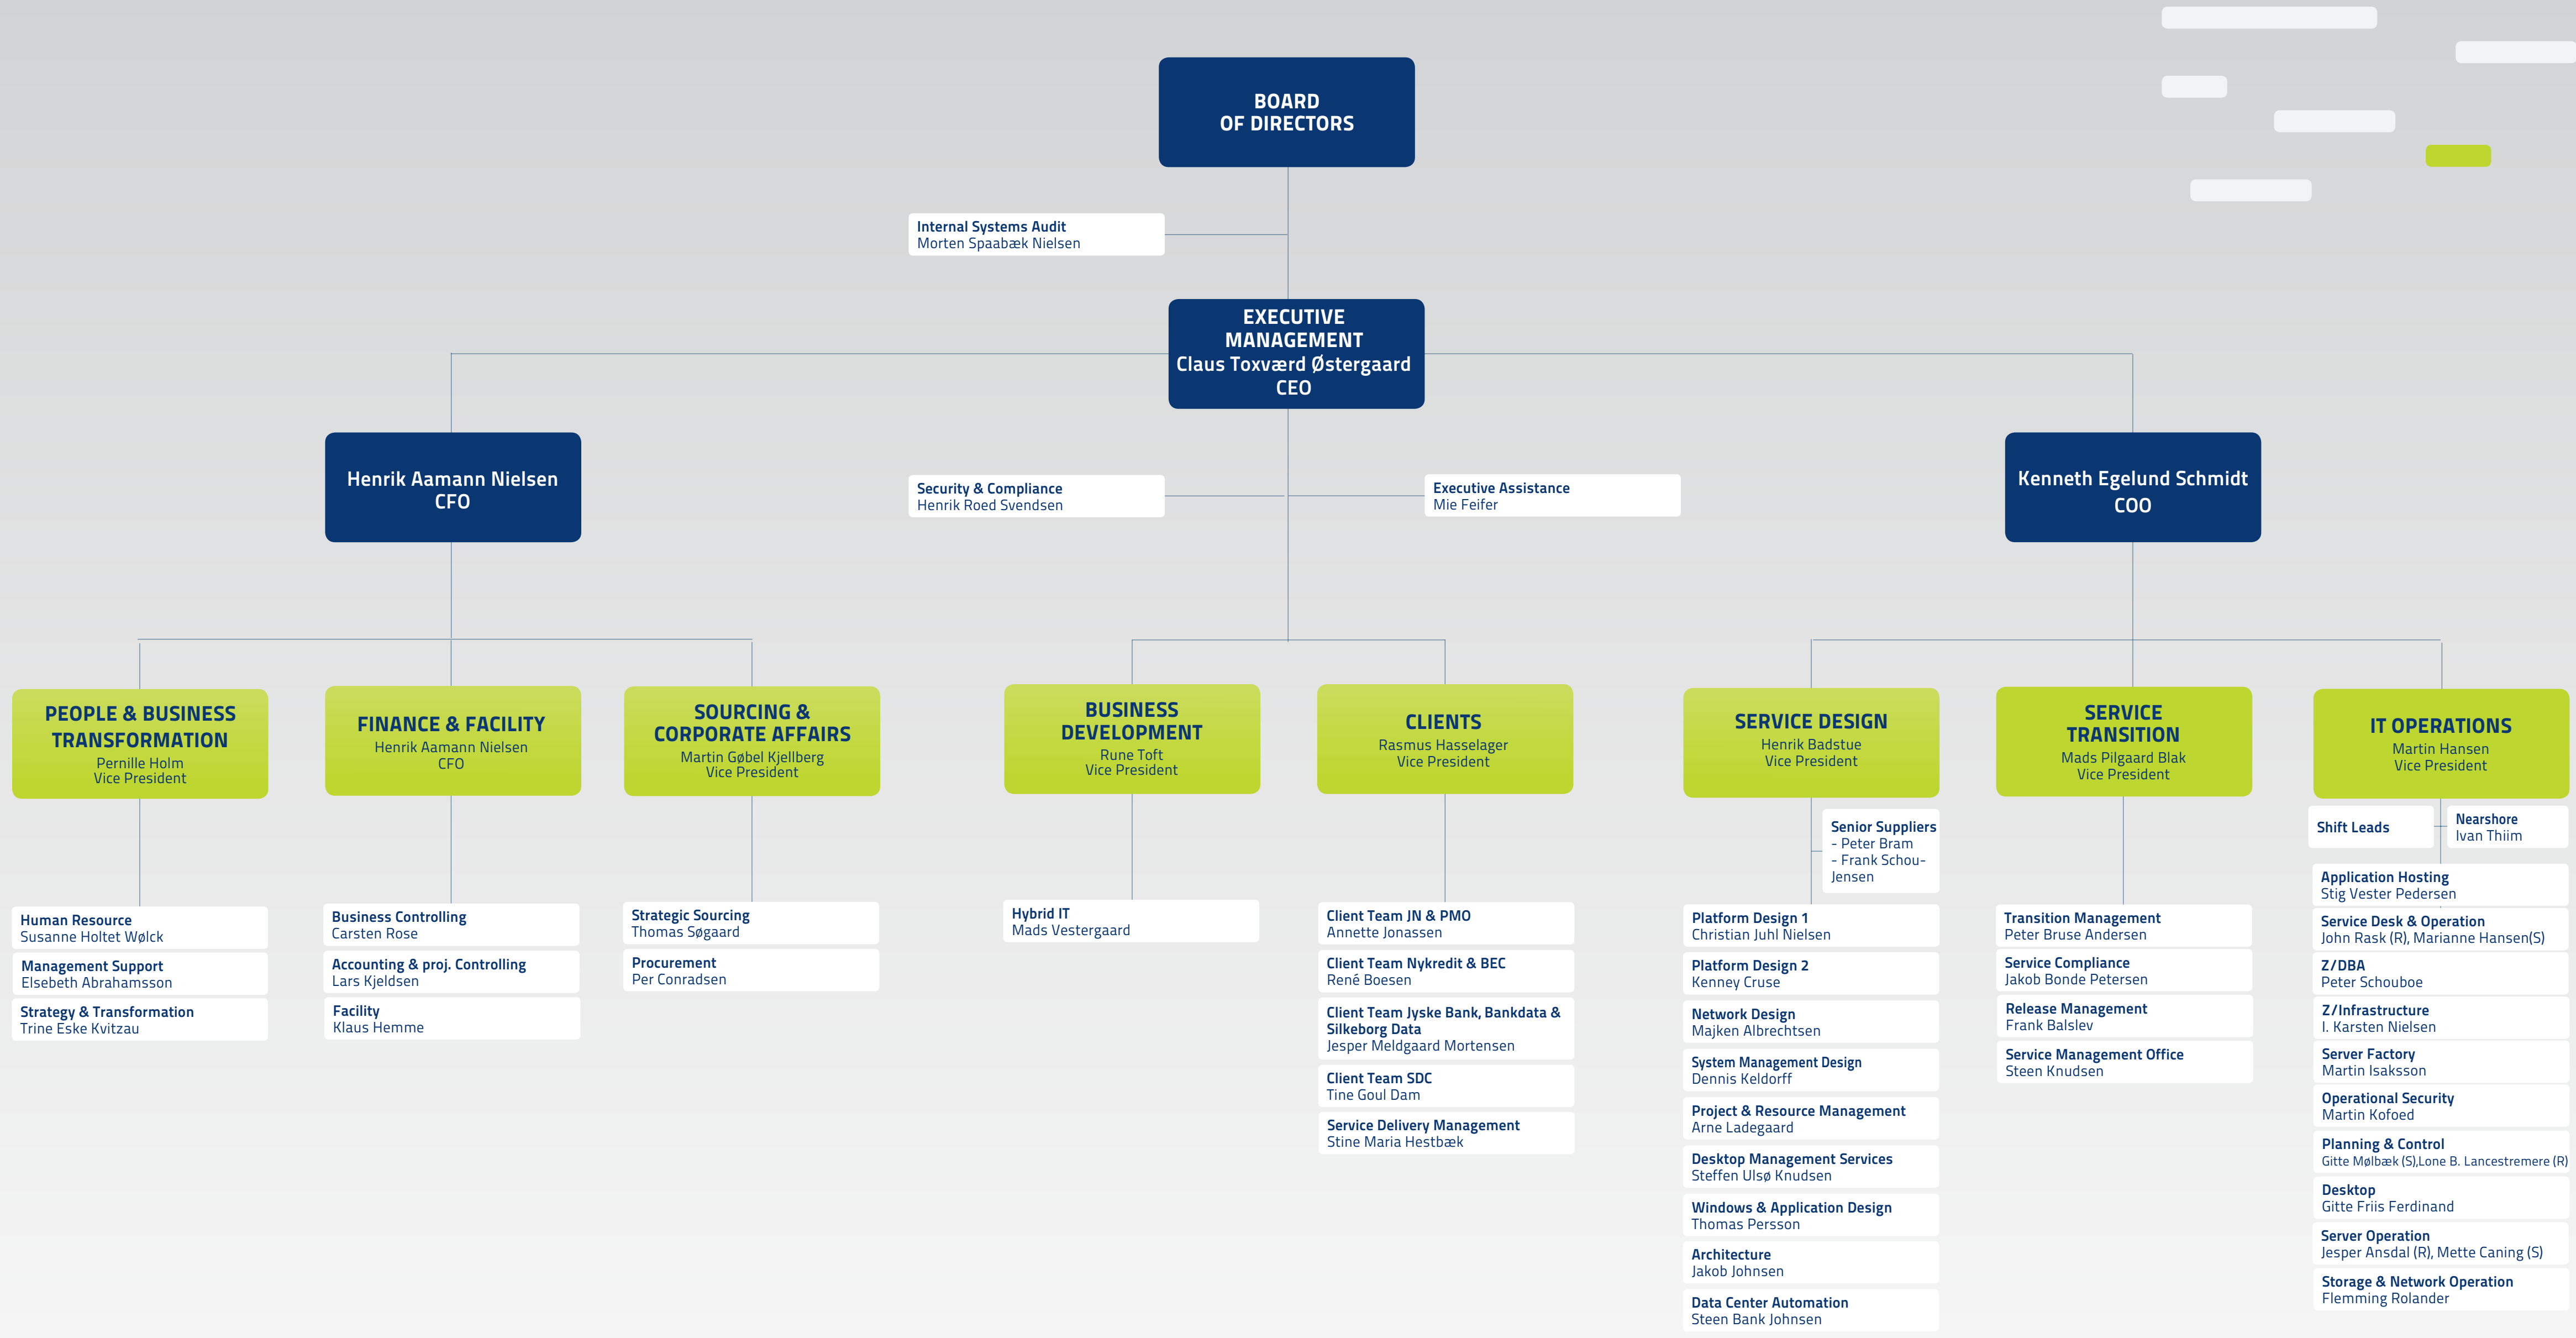 BOARD
OF DIRECTORS
Internal Systems Audit
Morten Spaabæk Nielsen
EXECUTIVE
MANAGEMENT
Claus Toxværd Østergaard
CEO
Henrik Aamann Nielsen
CFO
Security & Compliance
Henrik Roed Svendsen
Executive Assistance
Mie Feifer
Kenneth Egelund Schmidt
COO
PEOPLE & BUSINESS
TRANSFORMATION
Pernille Holm
Vice President
Human Resource
Susanne Holtet Wølck
Management Support
Elsebeth Abrahamsson
Strategy & Transformation
Trine Eske Kvitzau
FINANCE & FACILITY
Henrik Aamann Nielsen
CFO
Business Controlling
Carsten Rose
Accounting & proj. Controlling
Lars Kjeldsen
Facility
Klaus Hemme
SOURCING &
CORPORATE AFFAIRS
Martin Gøbel Kjellberg
Vice President
Strategic Sourcing
Thomas Søgaard
Procurement
Per Conradsen
BUSINESS
DEVELOPMENT
Rune Toft
Vice President
Hybrid IT
Mads Vestergaard
CLIENTS
Rasmus Hasselager
Vice President
Client Team JN & PMO
Annette Jonassen
Client Team Nykredit & BEC
René Boesen
Client Team Jyske Bank, Bankdata &
Silkeborg Data
Jesper Meldgaard Mortensen
Client Team SDC
Tine Goul Dam
Service Delivery Management
Stine Maria Hestbæk
SERVICE DESIGN
Henrik Badstue
Vice President
Senior Suppliers
- Peter Bram
- Frank Schou-
Jensen
Platform Design 1
Christian Juhl Nielsen
Platform Design 2
Kenney Cruse
Network Design
Majken Albrechtsen
System Management Design
Dennis Keldorff
Project & Resource Management
Arne Ladegaard
Desktop Management Services
Steffen Ulsø Knudsen
Windows & Application Design
Thomas Persson
Architecture
Jakob Johnsen
Data Center Automation
Steen Bank Johnsen
SERVICE
TRANSITION
Mads Pilgaard Blak
Vice President
Transition Management
Peter Bruse Andersen
Service Compliance
Jakob Bonde Petersen
Release Management
Frank Balslev
Service Management Office
Steen Knudsen
IT OPERATIONS
Martin Hansen
Vice President
Shift Leads
Nearshore
Ivan Thiim
Application Hosting
Stig Vester Pedersen
Service Desk & Operation
John Rask (R), Marianne Hansen(S)
Z/DBA
Peter Schouboe
Z/Infrastructure
I. Karsten Nielsen
Server Factory
Martin Isaksson
Operational Security
Martin Kofoed
Planning & Control
Gitte Mølbæk (S),Lone B. Lancestremere (R)
Desktop
Gitte Friis Ferdinand
Server Operation
Jesper Ansdal (R), Mette Caning (S)
Storage & Network Operation
Flemming Rolander